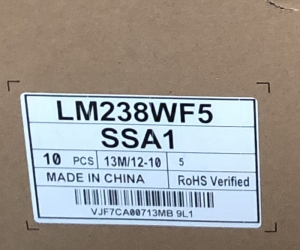 LM238WF5
SSA1
10 PCS 13M/12-10 5
MADE IN CHINA RoHS Verified
VJF7CA00713MB 9L1